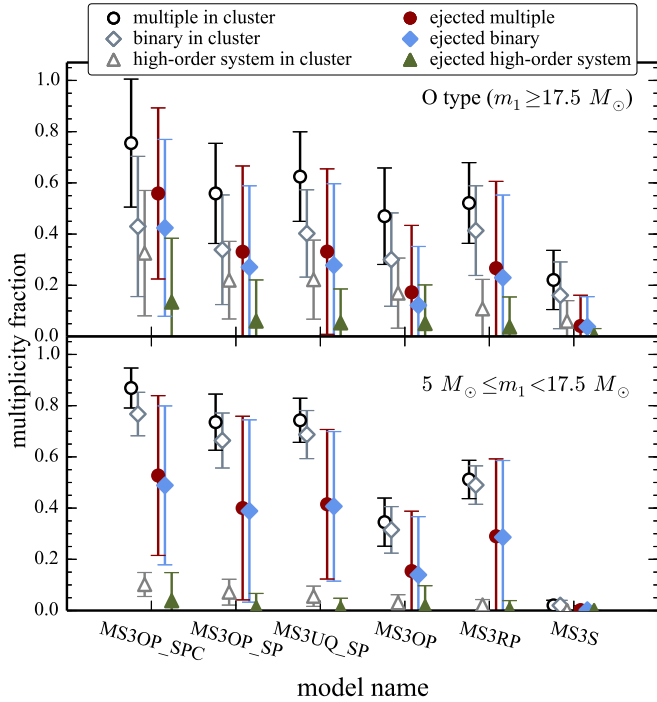 multiple in cluster
binary in cluster
high-order system in cluster
ejected multiple
ejected binary
ejected high-order system
O type (m₁ ≥17.5 M⊙)
1.0
0.8
0.6
0.4
0.2
0.0
5 M⊙ ≤m₁<17.5 M⊙
1.0
0.8
0.6
0.4
0.2
0.0
multiplicity fraction
MS3OP_SPC
MS3OP_SP
MS3UQ_SP
MS3OP
MS3RP
MS3S
model name